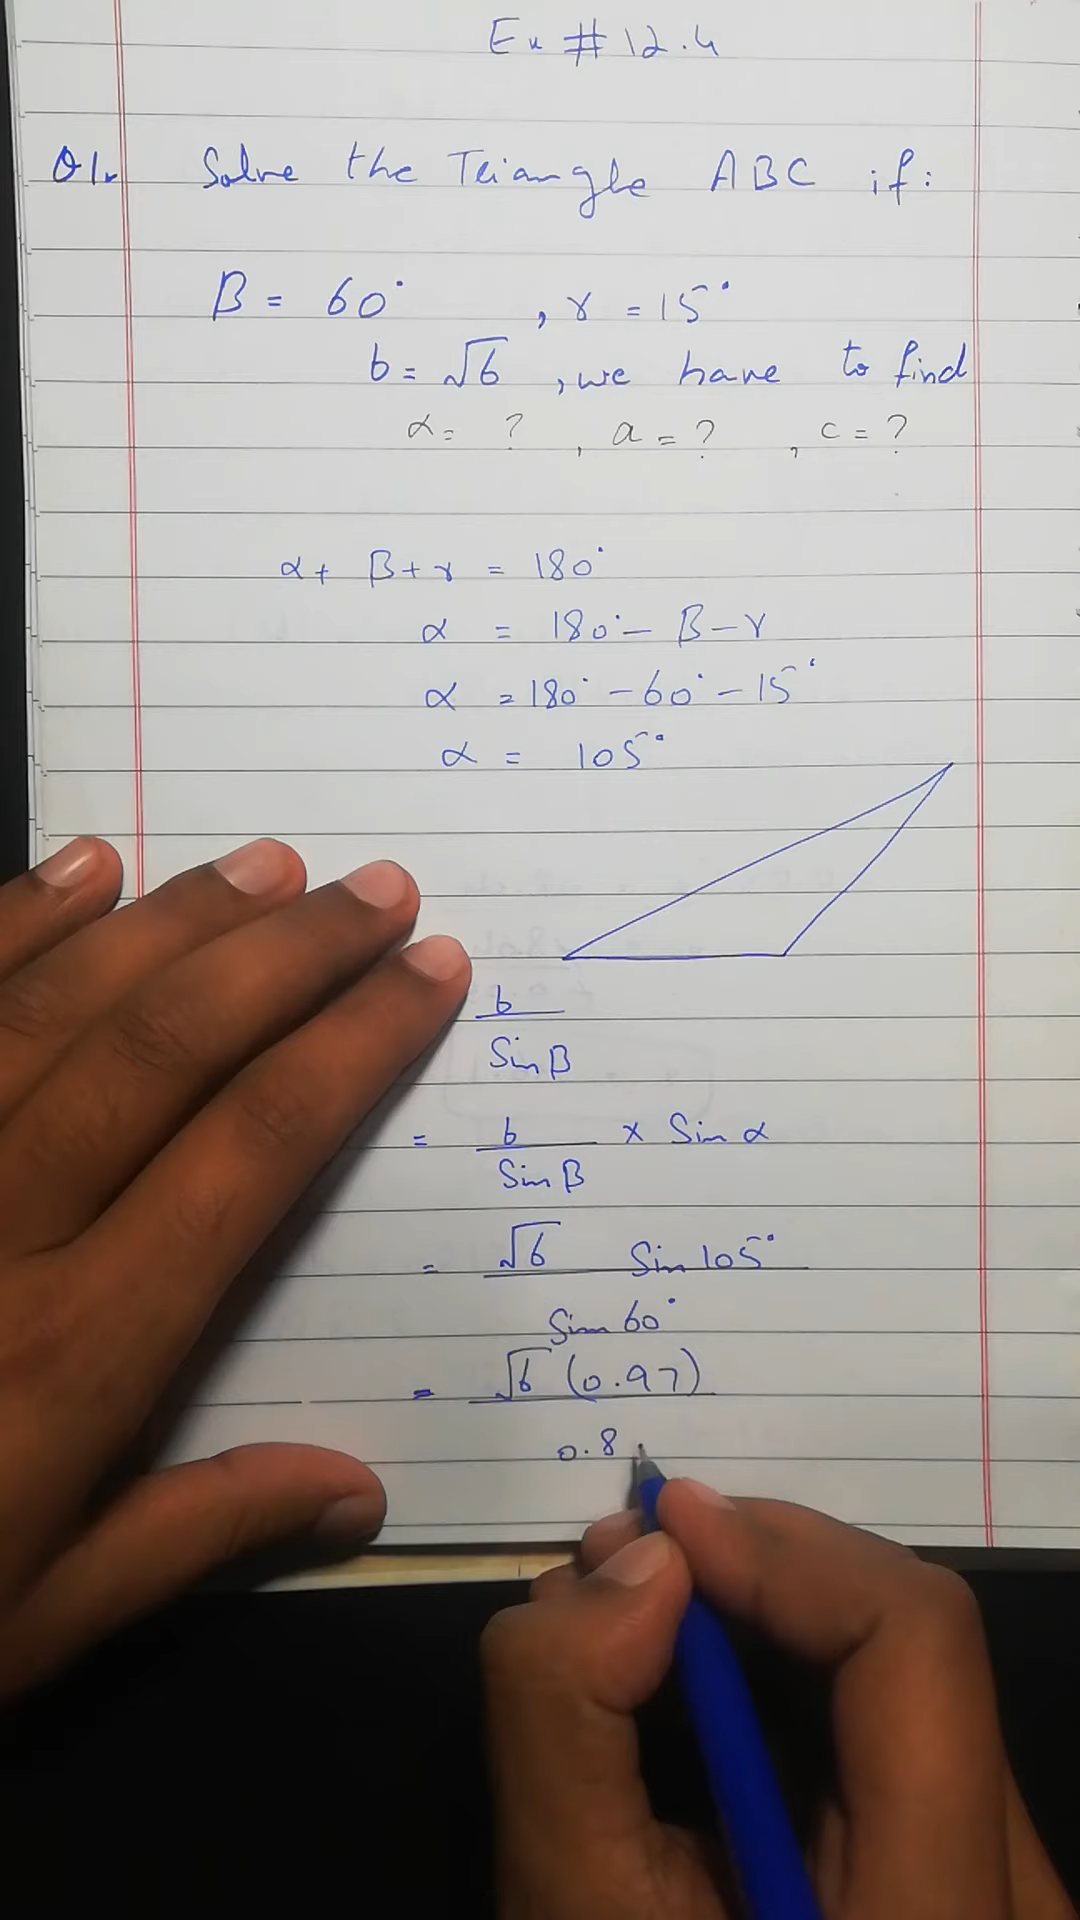 Ex # 12.4
Q1. Solve the Triangle ABC if:
β = 60° , γ = 15°
b = √6 , we have to find
α = ? , a = ? , c = ?
α + β + γ = 180°
α = 180° - β - γ
α = 180° - 60° - 15°
α = 105°
b
Sin β
= b × Sin α
Sin β
= √6 Sin 105°
Sin 60°
= √6 (0.97)
0.8